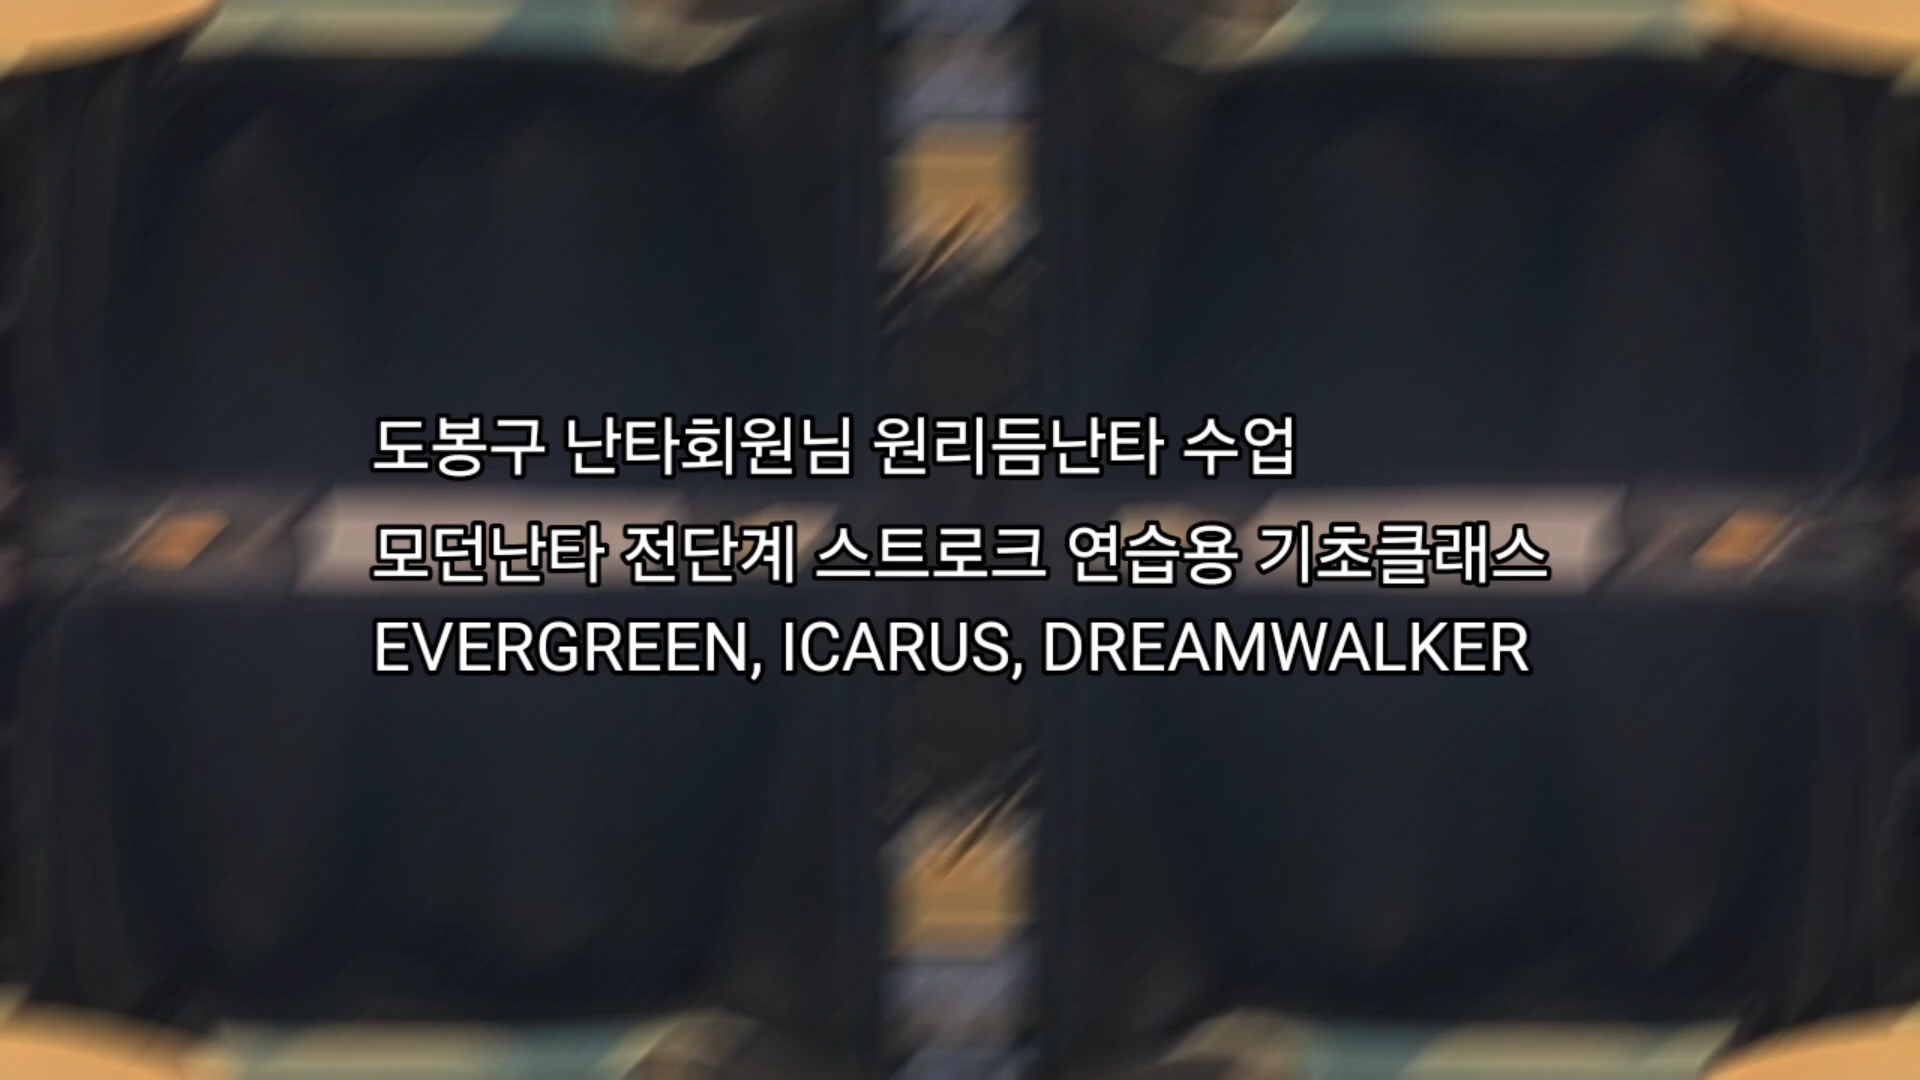 도봉구 난타회원님 원리듬난타 수업
모던난타 전단계 스트로크 연습용 기초클래스
EVERGREEN, ICARUS, DREAMWALKER